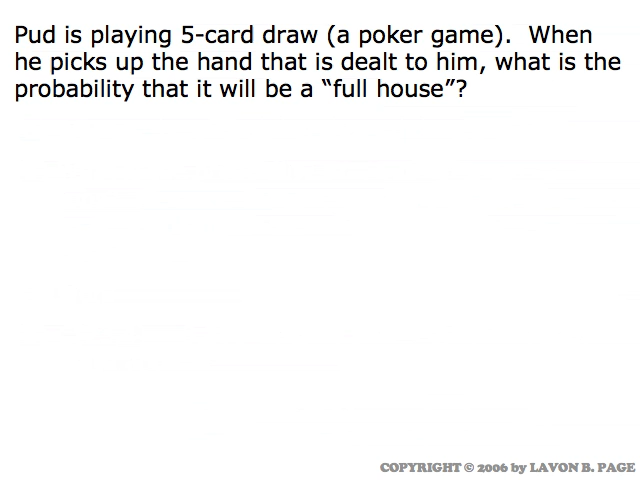 Pud is playing 5-card draw (a poker game).  When
he picks up the hand that is dealt to him, what is the
probability that it will be a “full house”?
COPYRIGHT © 2006 by LAVON B. PAGE